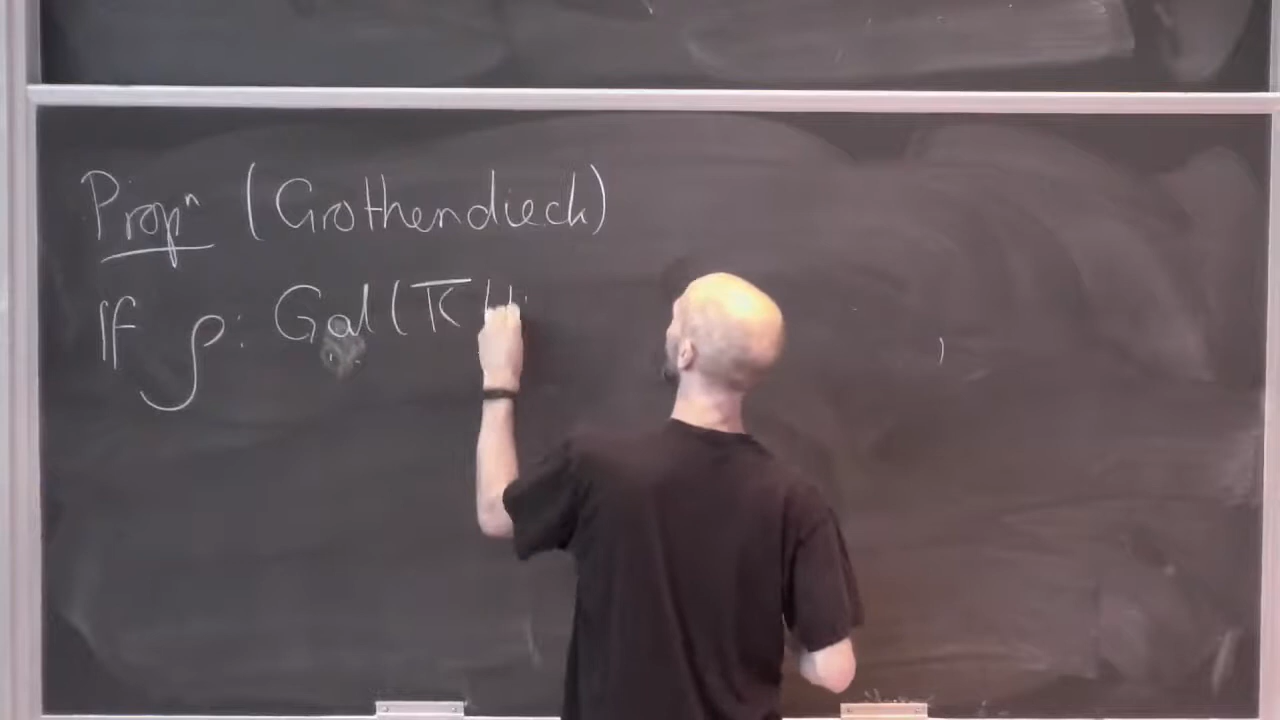 Propⁿ (Grothendieck)
If ρ: Gal(K̅